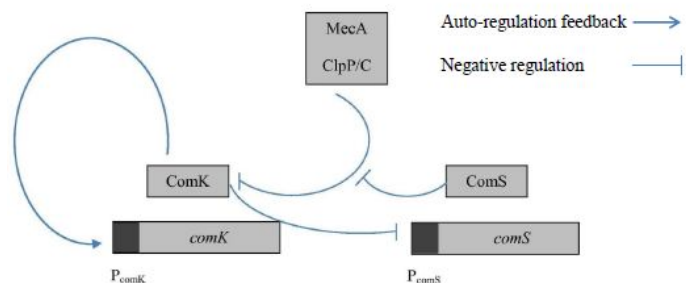 MecA
ClpP/C
Auto-regulation feedback
Negative regulation
ComK
ComS
comK
comS
PcomK
PcomS